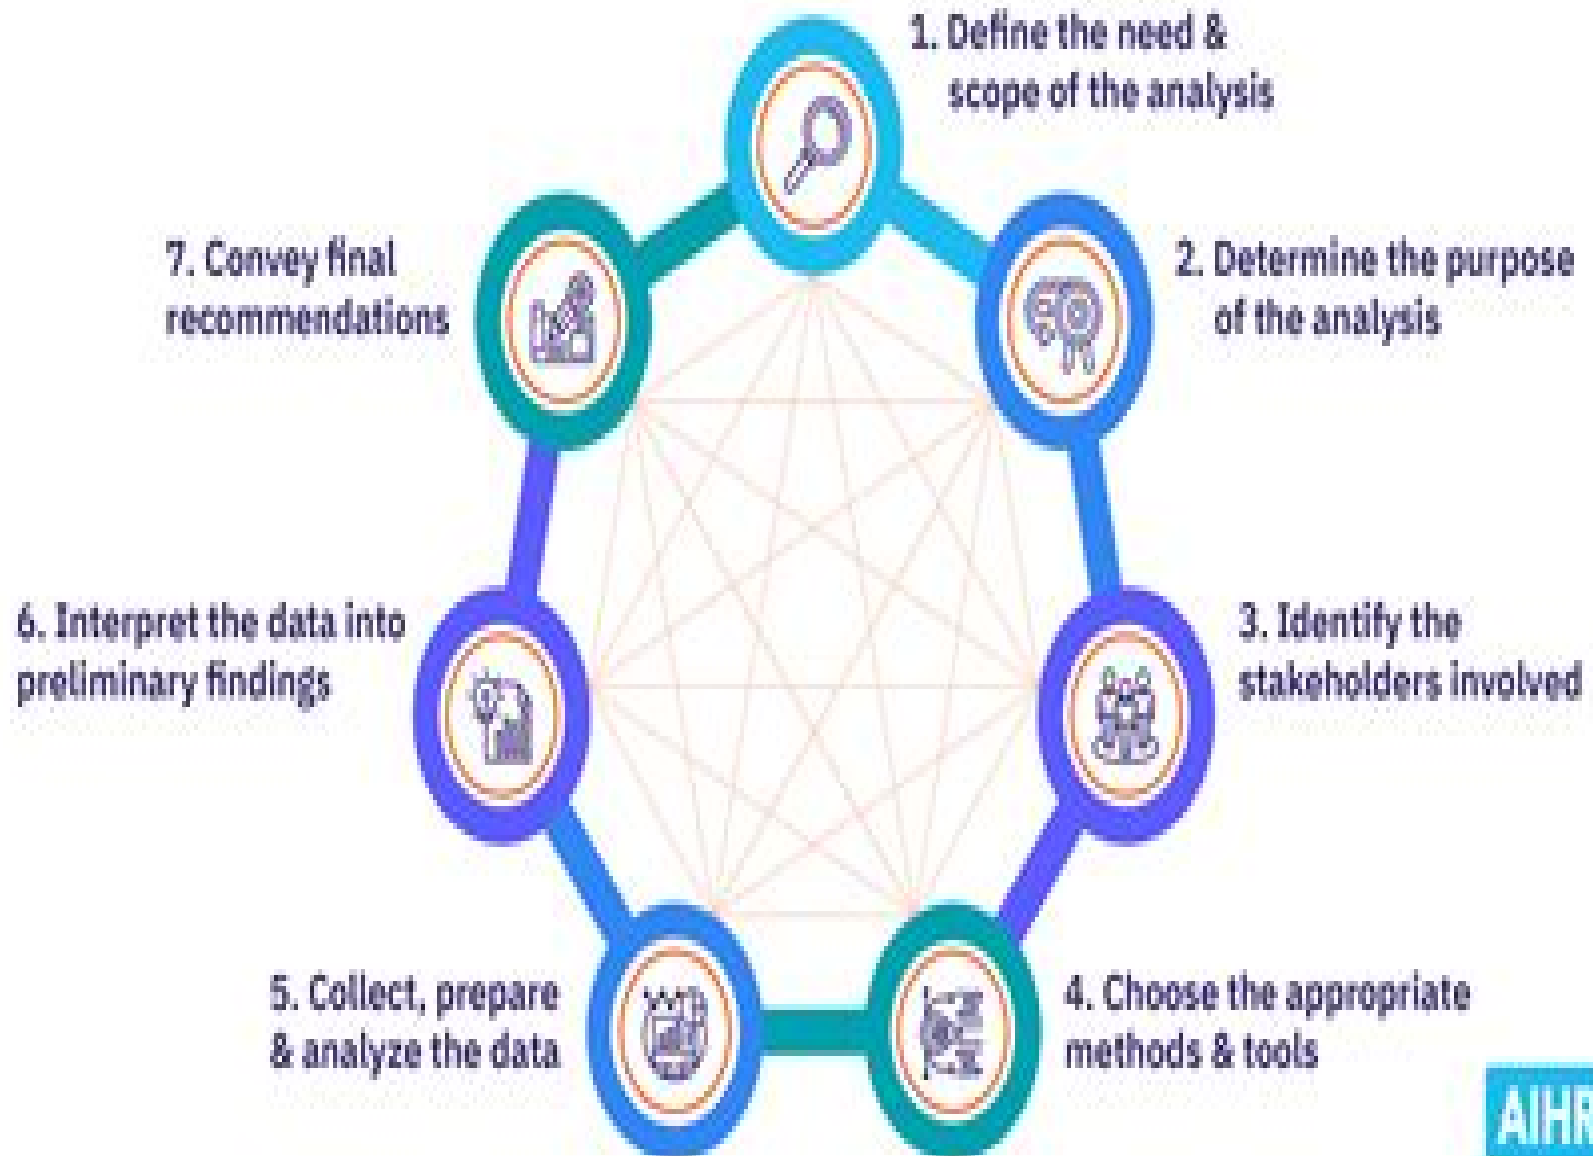 1. Define the need &
scope of the analysis
2. Determine the purpose
of the analysis
3. Identify the
stakeholders involved
4. Choose the appropriate
methods & tools
5. Collect, prepare
& analyze the data
6. Interpret the data into
preliminary findings
7. Convey final
recommendations
AIHR